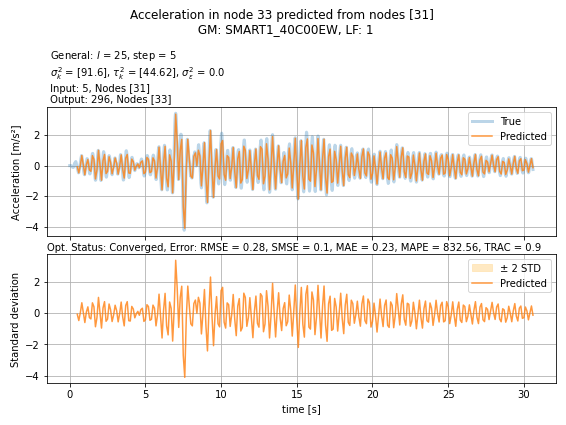 Acceleration in node 33 predicted from nodes [31]
GM: SMART1_40C00EW, LF: 1
General: l = 25, step = 5
σ²ₖ = [91.6], τ²ₖ = [44.62], σ²ε = 0.0
Input: 5, Nodes [31]
Output: 296, Nodes [33]
Acceleration [m/s²]
2
0
−2
−4
True
Predicted
Opt. Status: Converged, Error: RMSE = 0.28, SMSE = 0.1, MAE = 0.23, MAPE = 832.56, TRAC = 0.9
Standard deviation
2
0
−2
−4
± 2 STD
Predicted
0 5 10 15 20 25 30
time [s]